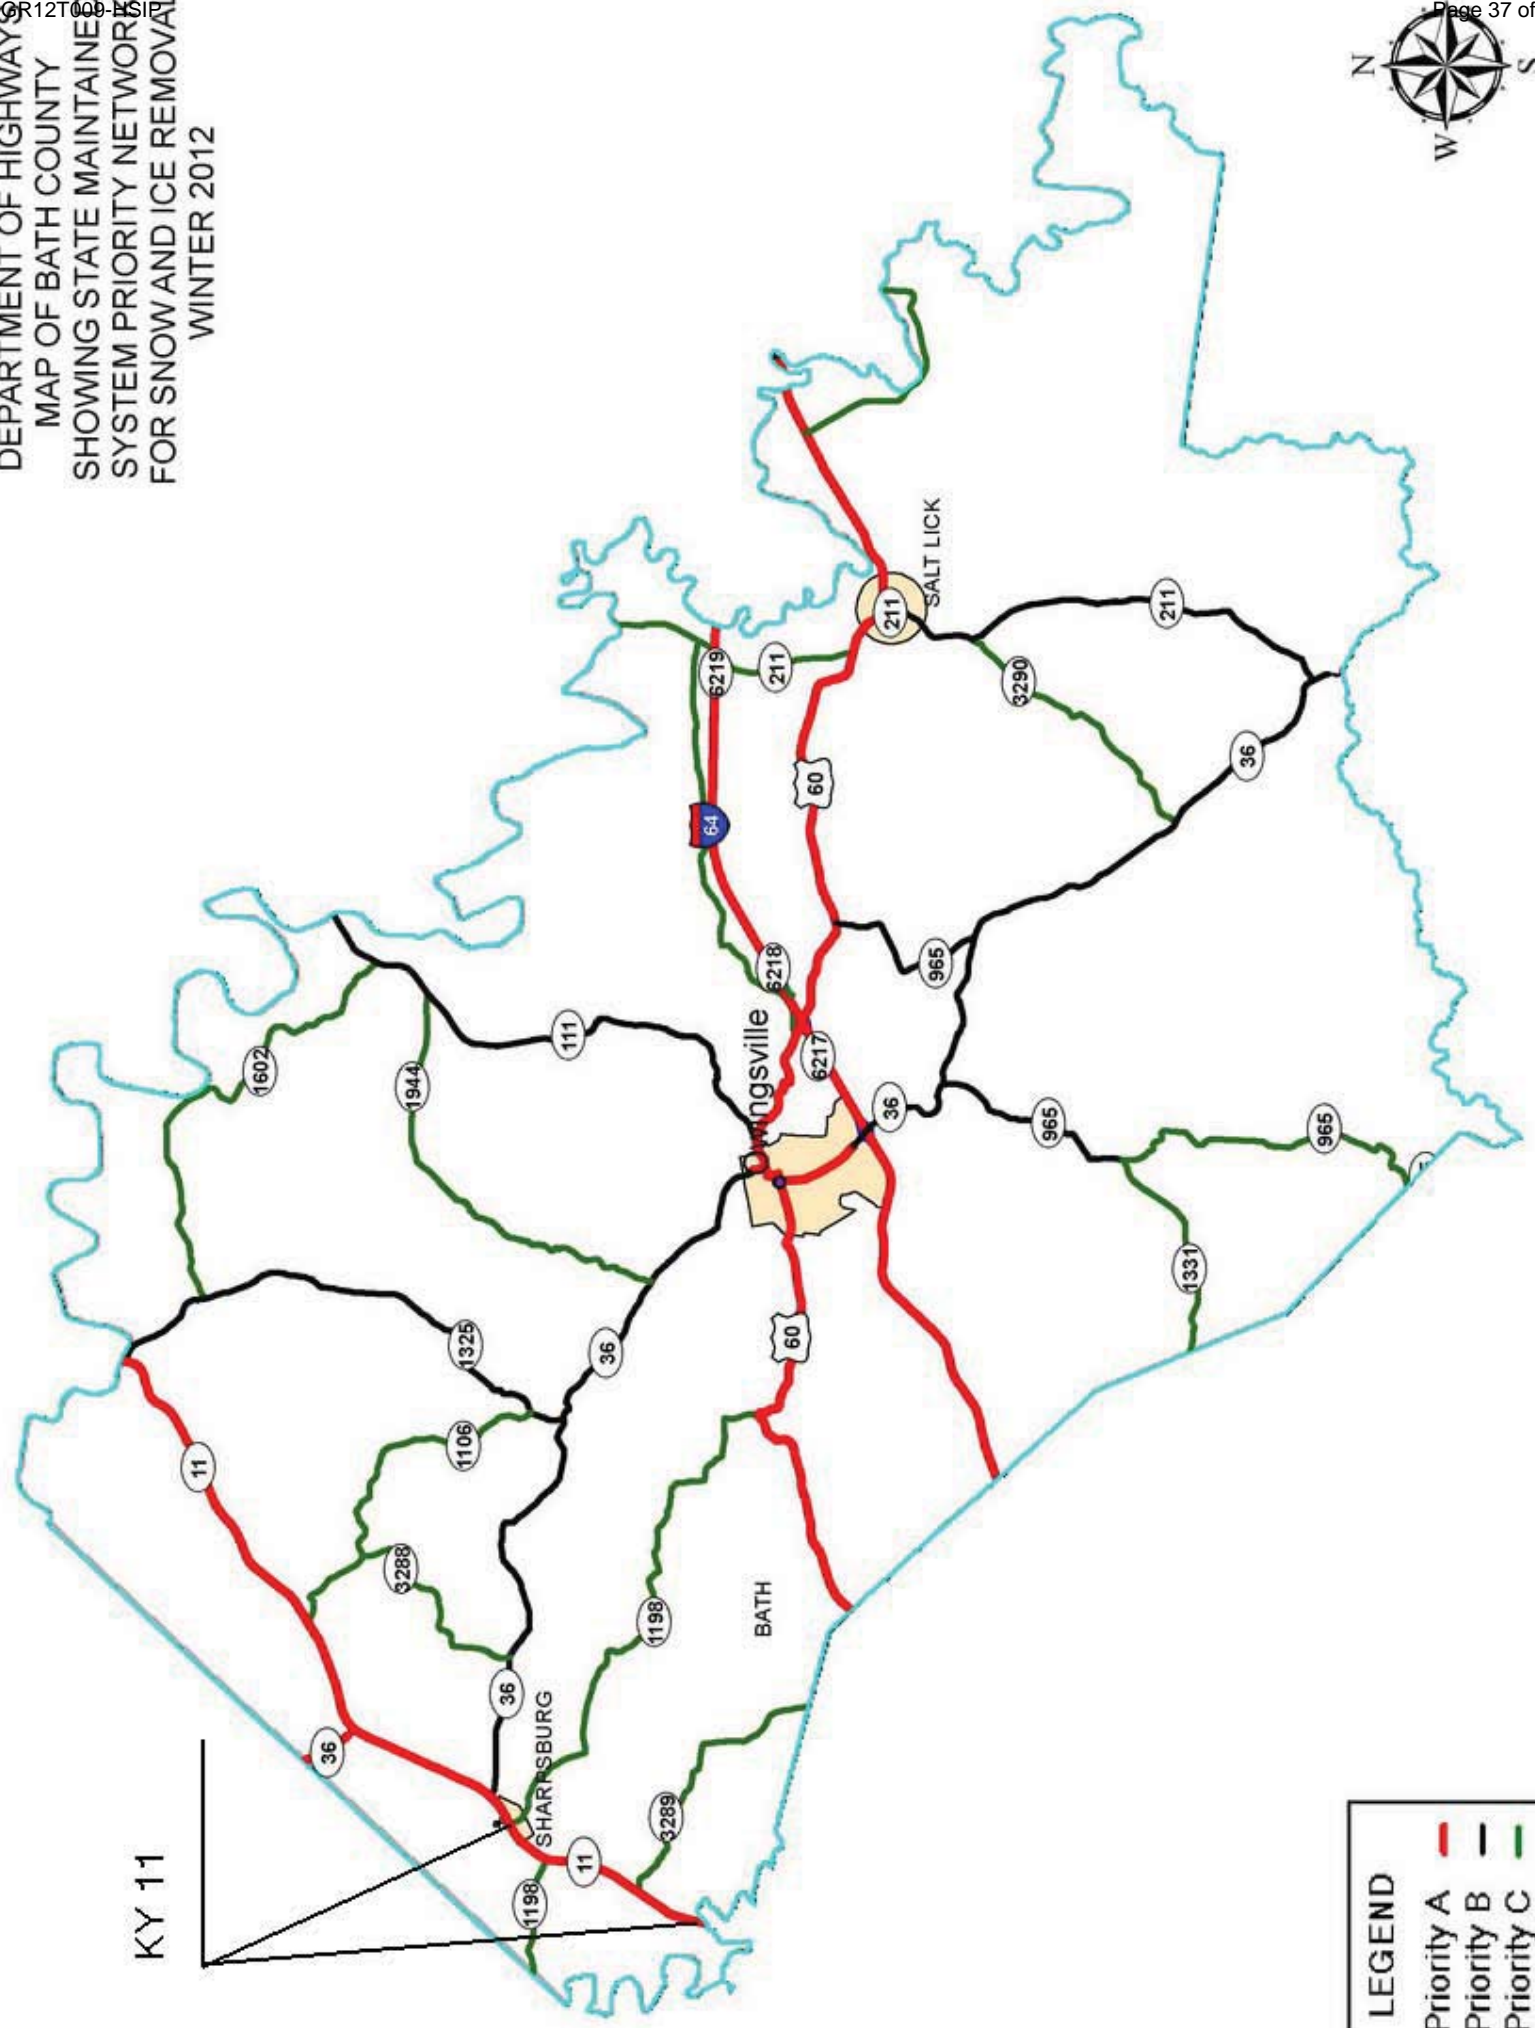 GR12T009-HSIP
Page 37 of
DEPARTMENT OF HIGHWAYS
MAP OF BATH COUNTY
SHOWING STATE MAINTAINE
SYSTEM PRIORITY NETWOR
FOR SNOW AND ICE REMOVAL
WINTER 2012
N
S
W
KY 11
SHARPSBURG
Owingsville
SALT LICK
BATH
11
36
11
1198
3289
1198
36
3288
1106
1325
36
1602
1944
111
60
60
64
6219
6218
6217
211
211
211
3290
36
36
965
965
965
1331
LEGEND
Priority A
Priority B
Priority C